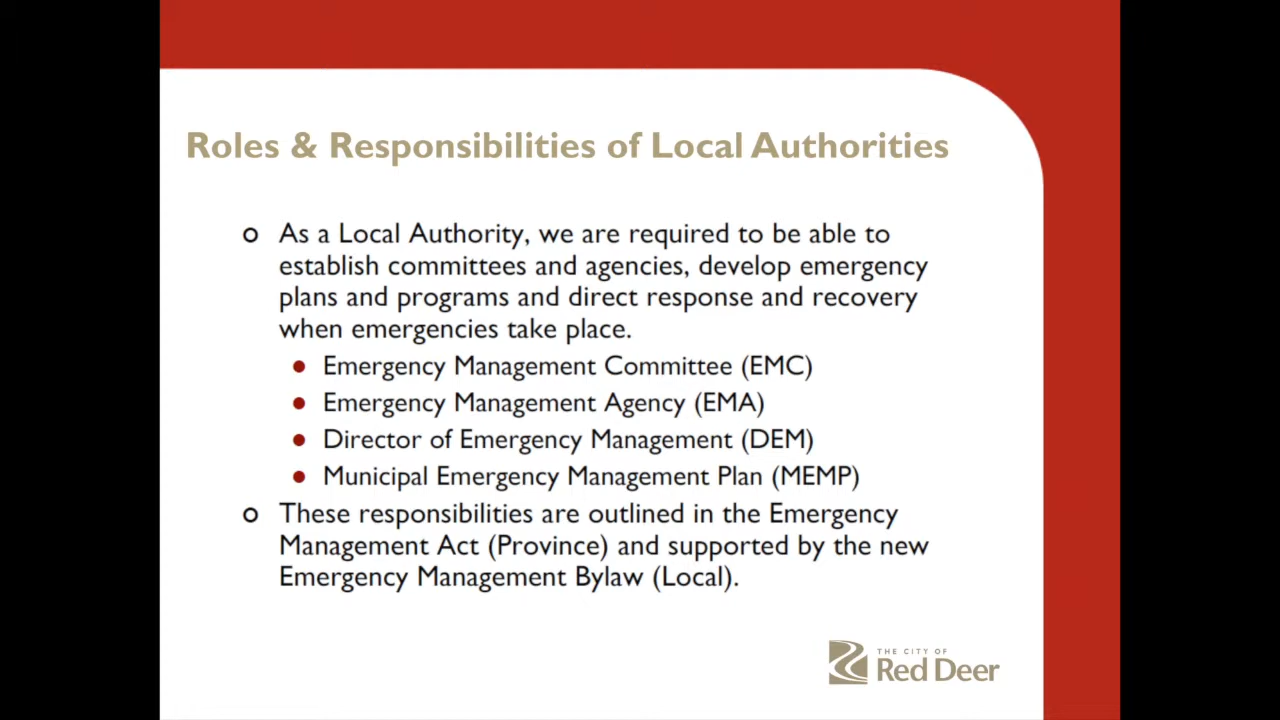 Roles & Responsibilities of Local Authorities
As a Local Authority, we are required to be able to
establish committees and agencies, develop emergency
plans and programs and direct response and recovery
when emergencies take place.
Emergency Management Committee (EMC)
Emergency Management Agency (EMA)
Director of Emergency Management (DEM)
Municipal Emergency Management Plan (MEMP)
These responsibilities are outlined in the Emergency
Management Act (Province) and supported by the new
Emergency Management Bylaw (Local).
THE CITY OF
Red Deer